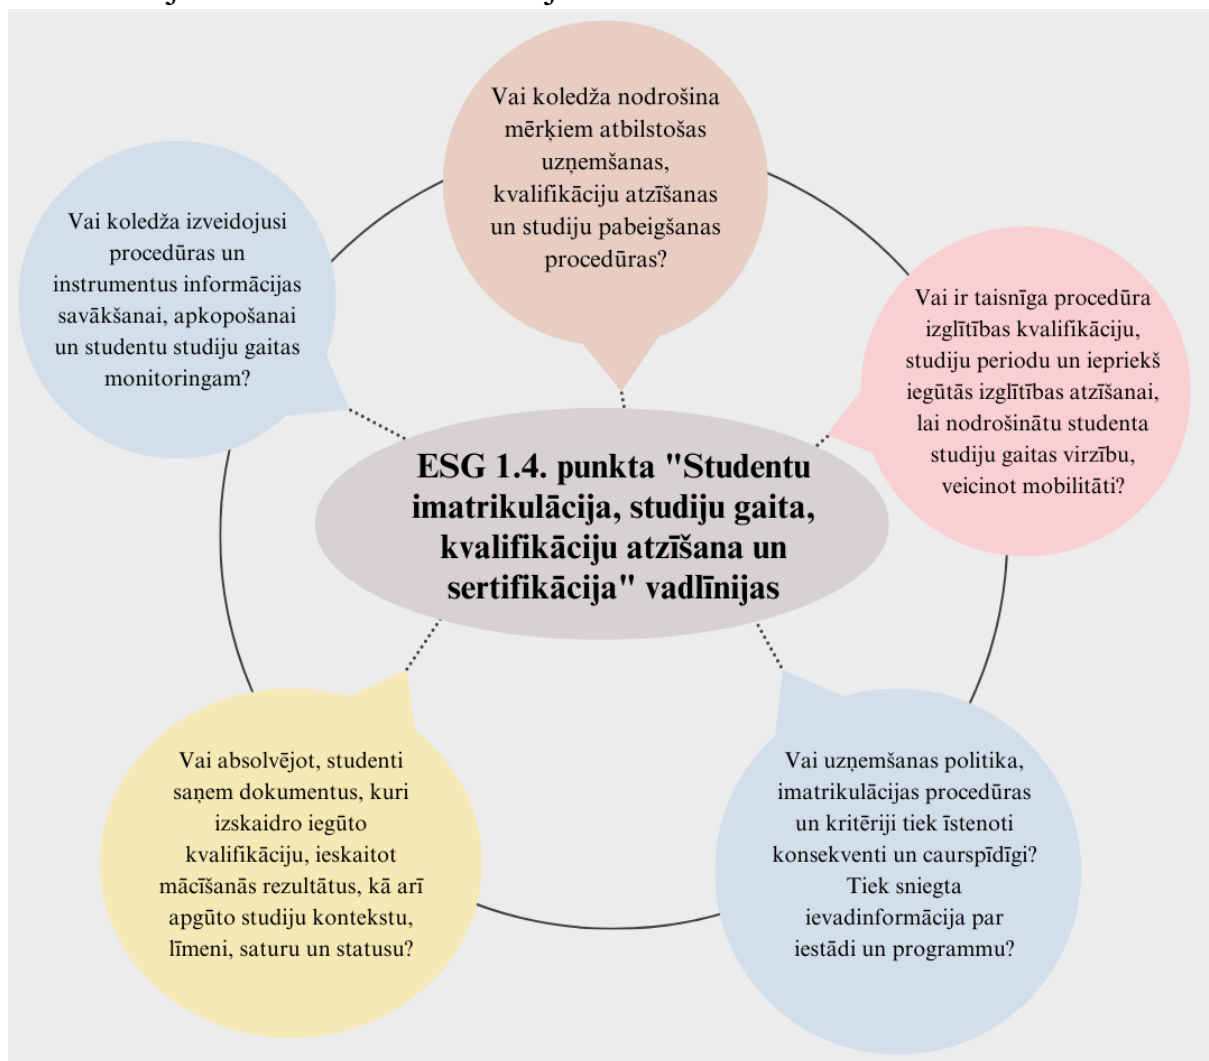 Vai koledža nodrošina
mērķiem atbilstošas
uzņemšanas,
kvalifikāciju atzīšanas
un studiju pabeigšanas
procedūras?
Vai koledža izveidojusi
procedūras un
instrumentus informācijas
savākšanai, apkopošanai
un studentu studiju gaitas
monitoringam?
Vai ir taisnīga procedūra
izglītības kvalifikāciju,
studiju periodu un iepriekš
iegūtās izglītības atzīšanai,
lai nodrošinātu studenta
studiju gaitas virzību,
veicinot mobilitāti?
ESG 1.4. punkta "Studentu
imatrikulācija, studiju gaita,
kvalifikāciju atzīšana un
sertifikācija" vadlīnijas
Vai absolvējot, studenti
saņem dokumentus, kuri
izskaidro iegūto
kvalifikāciju, ieskaitot
mācīšanās rezultātus, kā arī
apgūto studiju kontekstu,
līmeni, saturu un statusu?
Vai uzņemšanas politika,
imatrikulācijas procedūras
un kritēriji tiek īstenoti
konsekventi un caurspīdīgi?
Tiek sniegta
ievadinformācija par
iestādi un programmu?